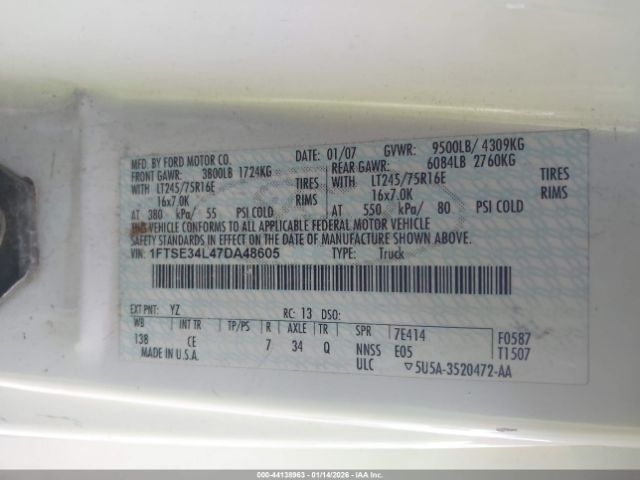 MFD. BY FORD MOTOR CO. DATE: 01/07 GVWR: 9500LB/ 4309KG
FRONT GAWR: 3800LB 1724KG REAR GAWR: 6084LB 2760KG
WITH LT245/75R16E TIRES WITH LT245/75R16E TIRES
16x7.0K RIMS 16x7.0K RIMS
AT 380 kPa/ 55 PSI COLD AT 550 kPa/ 80 PSI COLD
THIS VEHICLE CONFORMS TO ALL APPLICABLE FEDERAL MOTOR VEHICLE
SAFETY STANDARDS IN EFFECT ON THE DATE OF MANUFACTURE SHOWN ABOVE.
VIN: 1FTSE34L47DA48605 TYPE: Truck
EXT PNT: YZ RC: 13 DSO:
WB INT TR TP/PS R AXLE TR SPR 7E414 F0587
138 CE 7 34 Q NNSS E05 T1507
MADE IN U.S.A. ULC ▽5U5A-3520472-AA
000-44138963 - 01/14/2026 - © IAA, Inc.